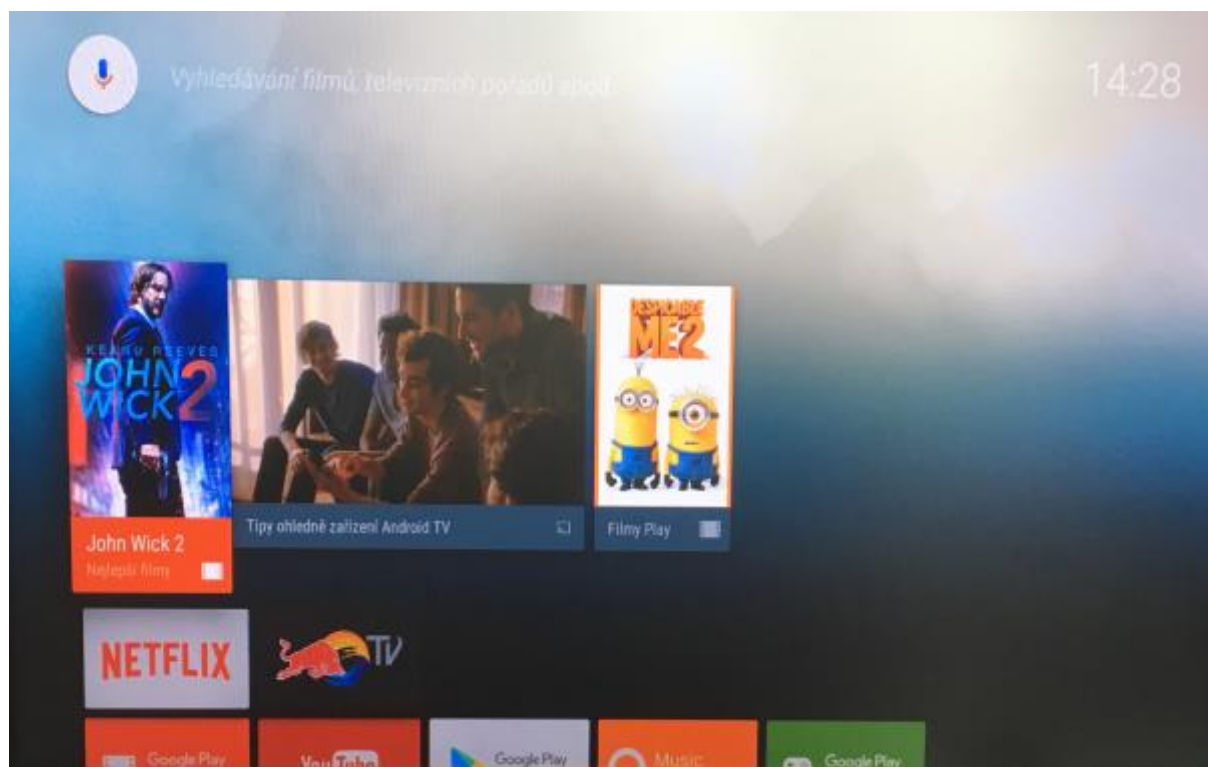 Vyhledávání filmů, televizních pořadů apod.
14:28
KEANU REEVES
JOHN
WICK 2
John Wick 2
Nejlepší filmy
Tipy ohledně zařízení Android TV
DESPICABLE
ME 2
Filmy Play
NETFLIX
TV
Google Play
YouTube
Google Play
Music
Google Play